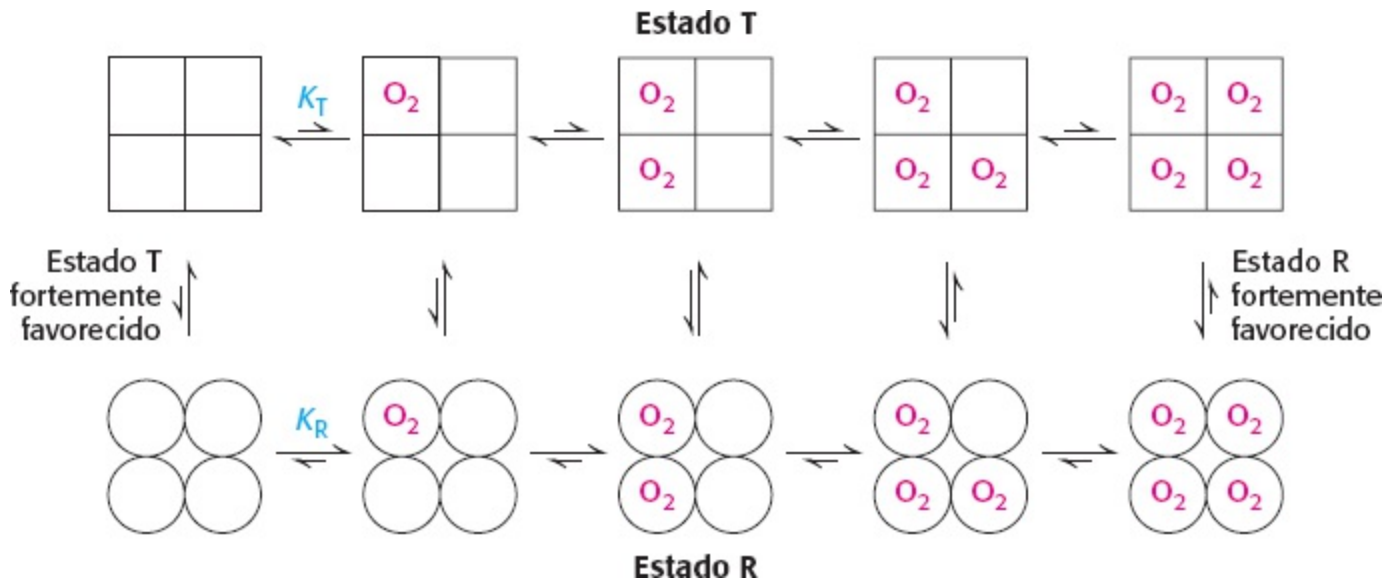 Estado T
O₂ O₂ O₂ O₂ O₂
K_T
O₂ O₂ O₂ O₂ O₂
Estado T
fortemente
favorecido
Estado R
fortemente
favorecido
O₂ O₂ O₂ O₂ O₂
K_R
O₂ O₂ O₂ O₂ O₂
Estado R